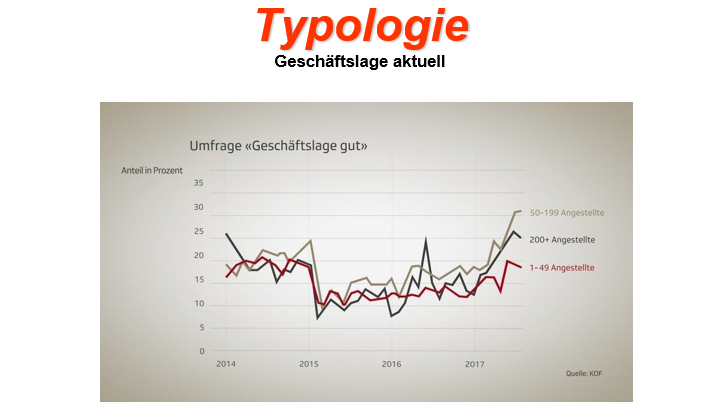 Typologie
Geschäftslage aktuell
Umfrage «Geschäftslage gut»
Anteil in Prozent
35
30
25
20
15
10
5
0
50-199 Angestellte
200+ Angestellte
1-49 Angestellte
2014 2015 2016 2017
Quelle: KOF